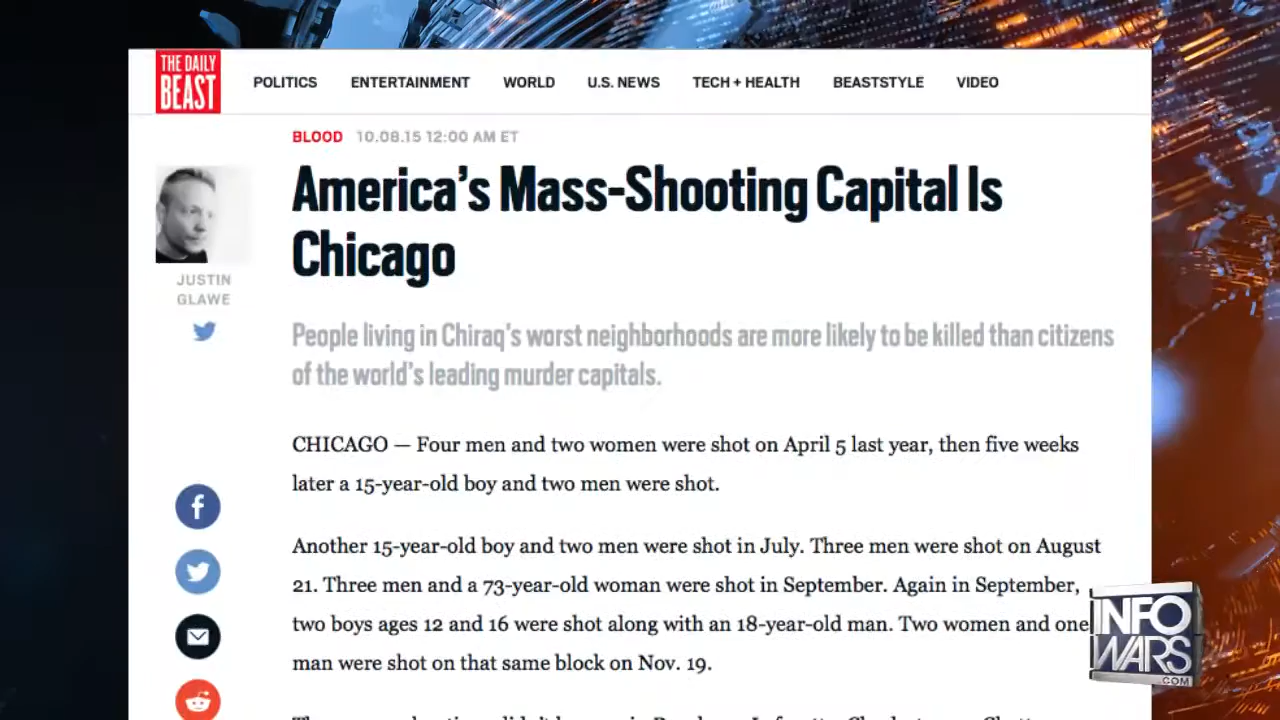 THE DAILY
BEAST
POLITICS ENTERTAINMENT WORLD U.S. NEWS TECH + HEALTH BEASTSTYLE VIDEO
BLOOD 10.08.15 12:00 AM ET
America's Mass-Shooting Capital Is
Chicago
JUSTIN
GLAWE
People living in Chiraq's worst neighborhoods are more likely to be killed than citizens
of the world's leading murder capitals.
CHICAGO — Four men and two women were shot on April 5 last year, then five weeks
later a 15-year-old boy and two men were shot.
Another 15-year-old boy and two men were shot in July. Three men were shot on August
21. Three men and a 73-year-old woman were shot in September. Again in September,
two boys ages 12 and 16 were shot along with an 18-year-old man. Two women and one
man were shot on that same block on Nov. 19.
INFO
WARS
.COM